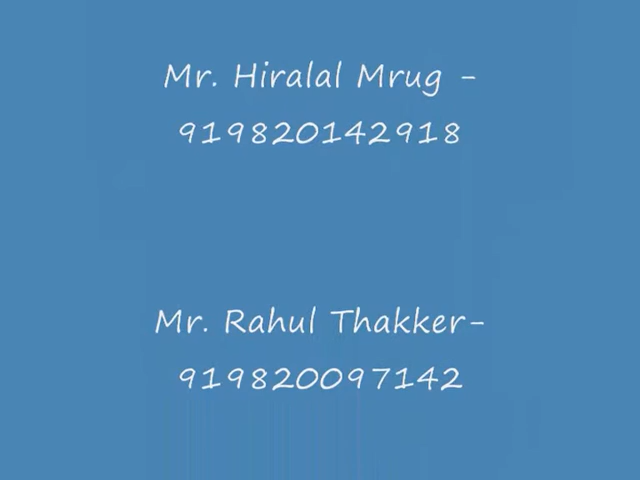 Mr. Hiralal Mrug -
919820142918
Mr. Rahul Thakker-
919820097142